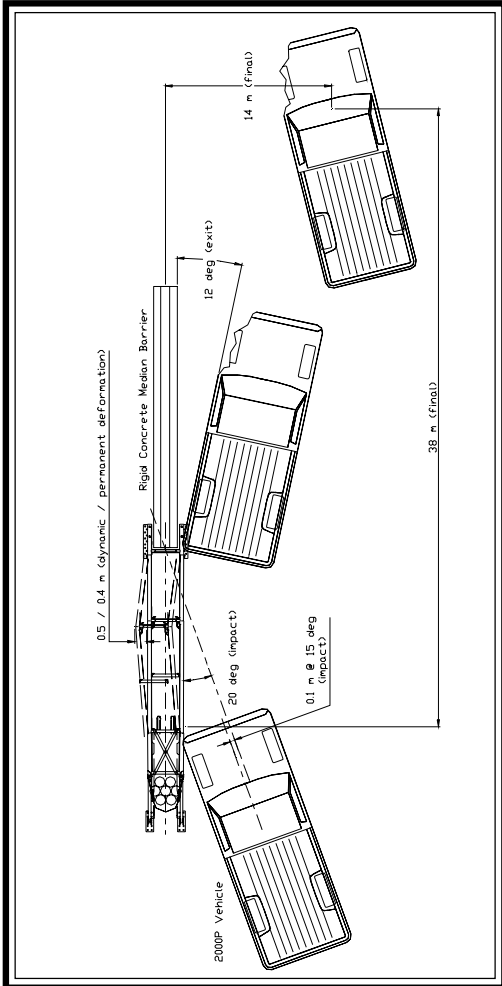 14 m (final)
12 deg (exit)
0.5 / 0.4 m (dynamic / permanent deformation)
Rigid Concrete Median Barrier
38 m (final)
20 deg (impact)
0.1 m @ 15 deg
(impact)
2000P Vehicle